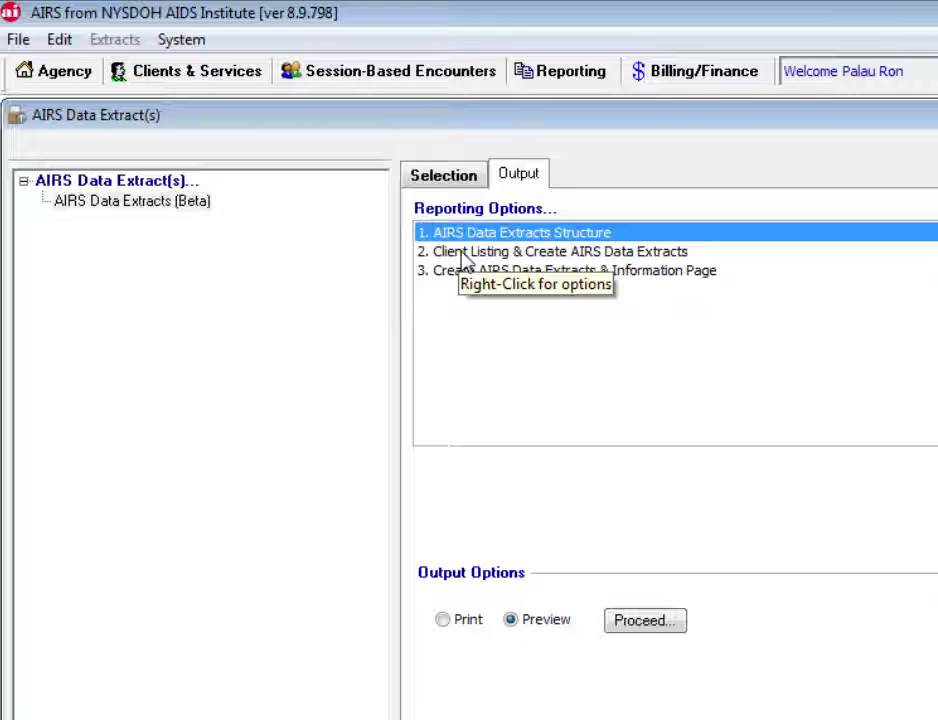 ai AIRS from NYSDOH AIDS Institute [ver 8.9.798]
File Edit Extracts System
Agency Clients & Services Session-Based Encounters Reporting $ Billing/Finance Welcome Palau Ron
AIRS Data Extract(s)
AIRS Data Extract(s)...
AIRS Data Extracts (Beta)
Selection Output
Reporting Options...
1. AIRS Data Extracts Structure
2. Client Listing & Create AIRS Data Extracts
3. Create AIRS Data Extracts & Information Page
Right-Click for options
Output Options
Print Preview Proceed...